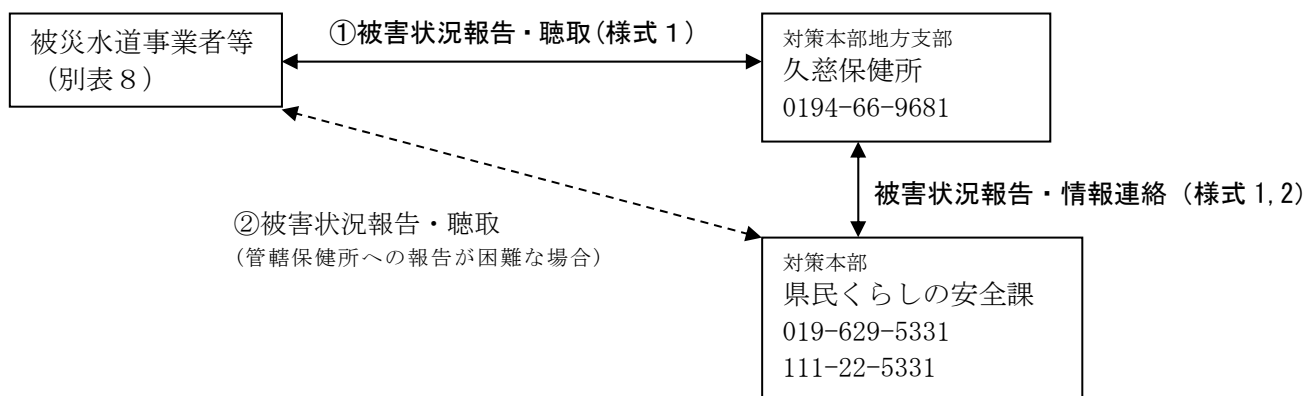 被災水道事業者等
（別表８）
①被害状況報告・聴取(様式１)
対策本部地方支部
久慈保健所
0194-66-9681
被害状況報告・情報連絡（様式1,2）
②被害状況報告・聴取
（管轄保健所への報告が困難な場合）
対策本部
県民くらしの安全課
019-629-5331
111-22-5331